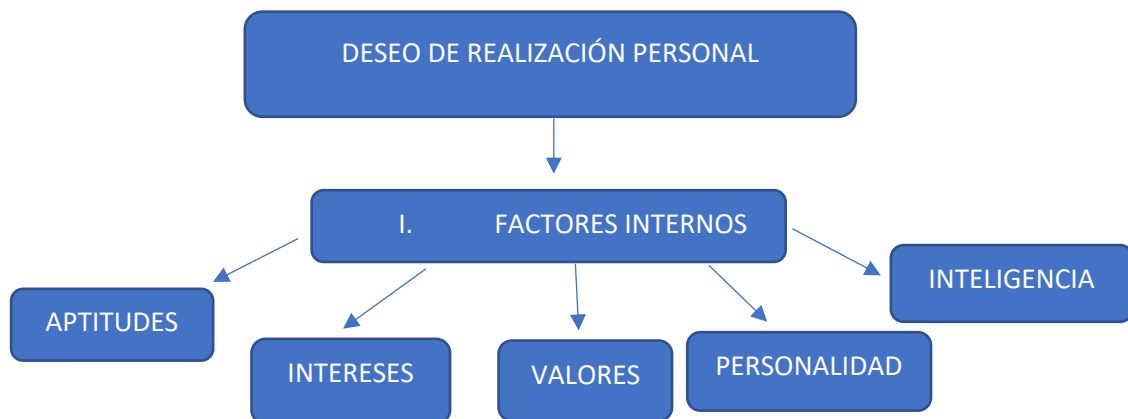 DESEO DE REALIZACIÓN PERSONAL
I. FACTORES INTERNOS
APTITUDES
INTERESES
VALORES
PERSONALIDAD
INTELIGENCIA